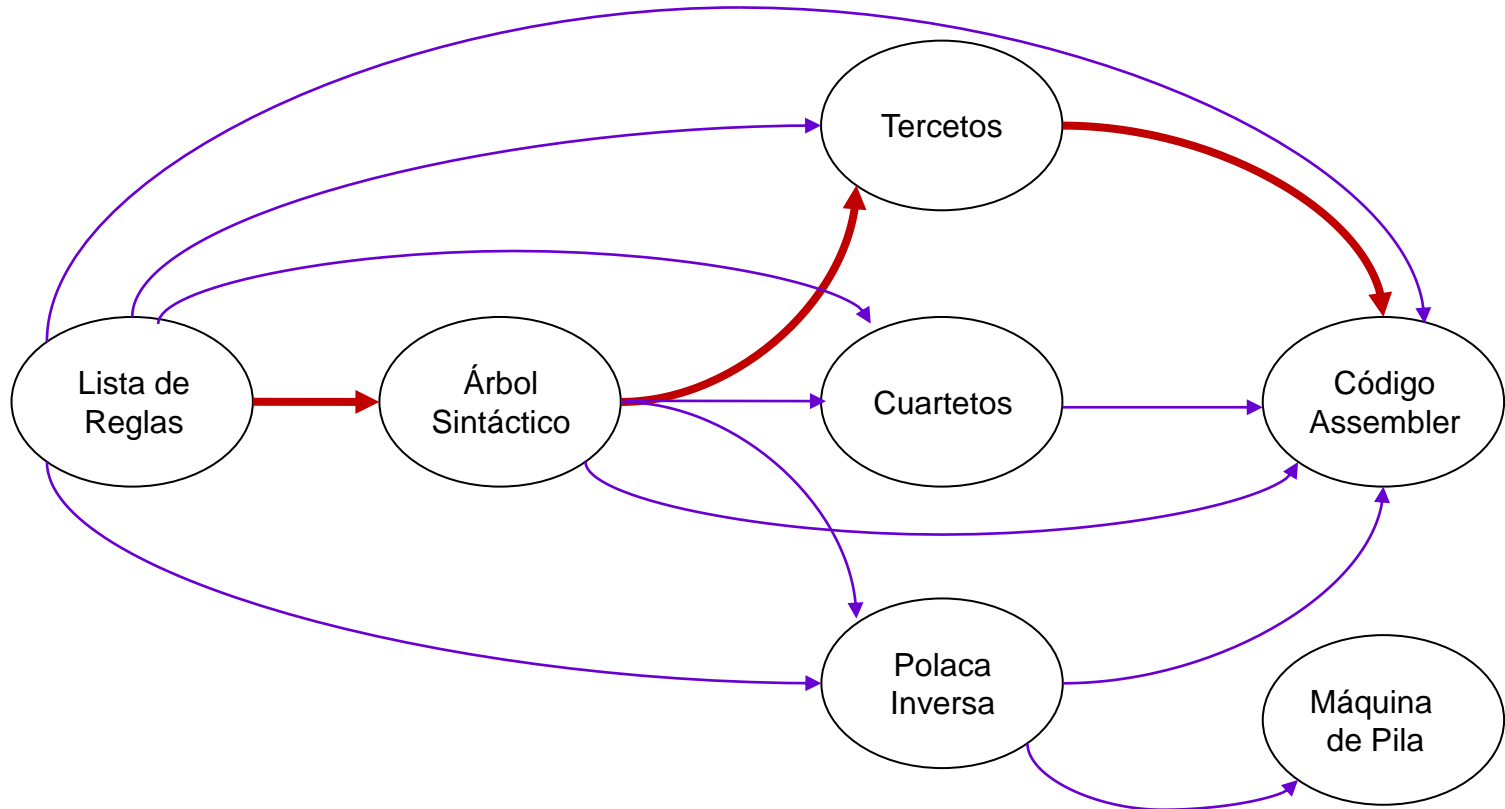 Tercetos
Lista de
Reglas
Árbol
Sintáctico
Cuartetos
Código
Assembler
Polaca
Inversa
Máquina
de Pila